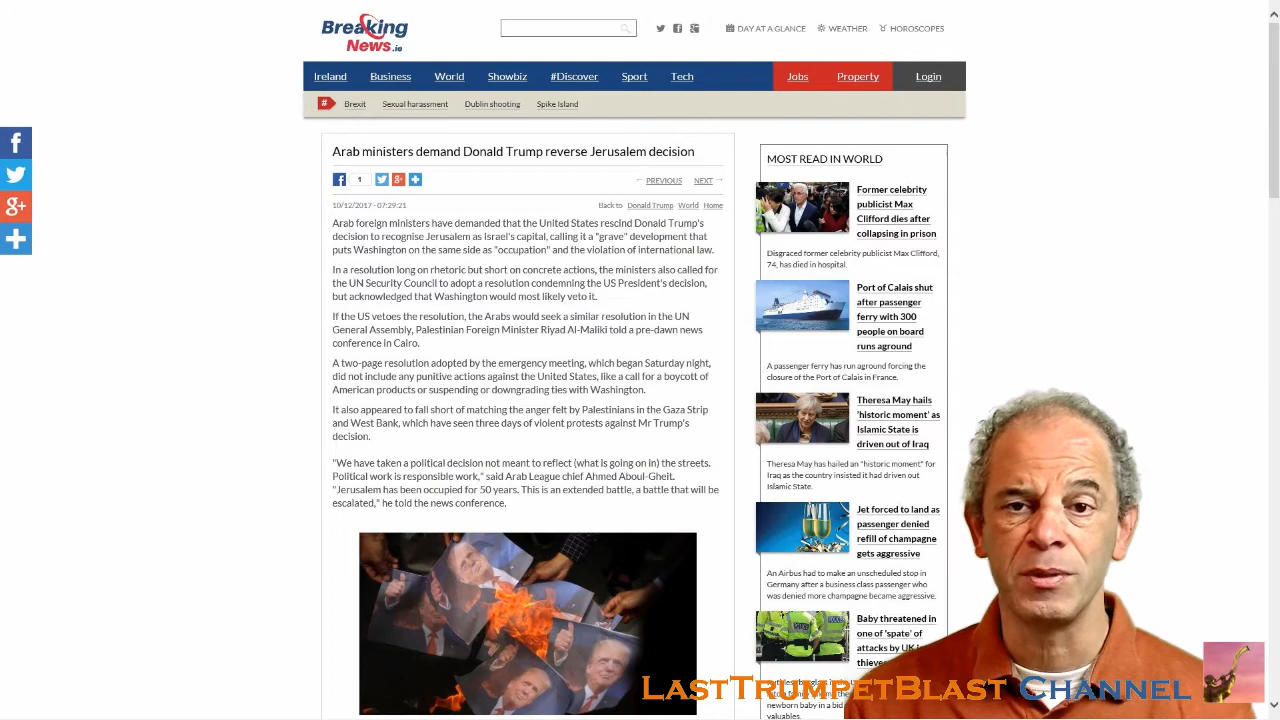 Breaking
News.ie
DAY AT A GLANCE
WEATHER
HOROSCOPES
Ireland
Business
World
Showbiz
#Discover
Sport
Tech
Jobs
Property
Login
#
Brexit
Sexual harassment
Dublin shooting
Spike Island
Arab ministers demand Donald Trump reverse Jerusalem decision
1
PREVIOUS
NEXT
10/12/2017 - 07:29:21
Back to Donald Trump World Home
Arab foreign ministers have demanded that the United States rescind Donald Trump's
decision to recognise Jerusalem as Israel's capital, calling it a "grave" development that
puts Washington on the same side as "occupation" and the violation of international law.
In a resolution long on rhetoric but short on concrete actions, the ministers also called for
the UN Security Council to adopt a resolution condemning the US President's decision,
but acknowledged that Washington would most likely veto it.
If the US vetoes the resolution, the Arabs would seek a similar resolution in the UN
General Assembly, Palestinian Foreign Minister Riyad Al-Maliki told a pre-dawn news
conference in Cairo.
A two-page resolution adopted by the emergency meeting, which began Saturday night,
did not include any punitive actions against the United States, like a call for a boycott of
American products or suspending or downgrading ties with Washington.
It also appeared to fall short of matching the anger felt by Palestinians in the Gaza Strip
and West Bank, which have seen three days of violent protests against Mr Trump's
decision.
"We have taken a political decision not meant to reflect (what is going on in) the streets.
Political work is responsible work," said Arab League chief Ahmed Aboul-Gheit.
"Jerusalem has been occupied for 50 years. This is an extended battle, a battle that will be
escalated," he told the news conference.
MOST READ IN WORLD
Former celebrity
publicist Max
Clifford dies after
collapsing in prison
Disgraced former celebrity publicist Max Clifford,
74, has died in hospital.
Port of Calais shut
after passenger
ferry with 300
people on board
runs aground
A passenger ferry has run aground forcing the
closure of the Port of Calais in France.
Theresa May hails
'historic moment' as
Islamic State is
driven out of Iraq
Theresa May has hailed an "historic moment" for
Iraq as the country insisted it had driven out
Islamic State.
Jet forced to land as
passenger denied
refill of champagne
gets aggressive
An Airbus had to make an unscheduled stop in
Germany after a business class passenger who
was denied more champagne became aggressive.
Baby threatened in
one of 'spate' of
attacks by UK
thieves
newborn baby in a bid
valuables.
LastTrumpetBlast Channel